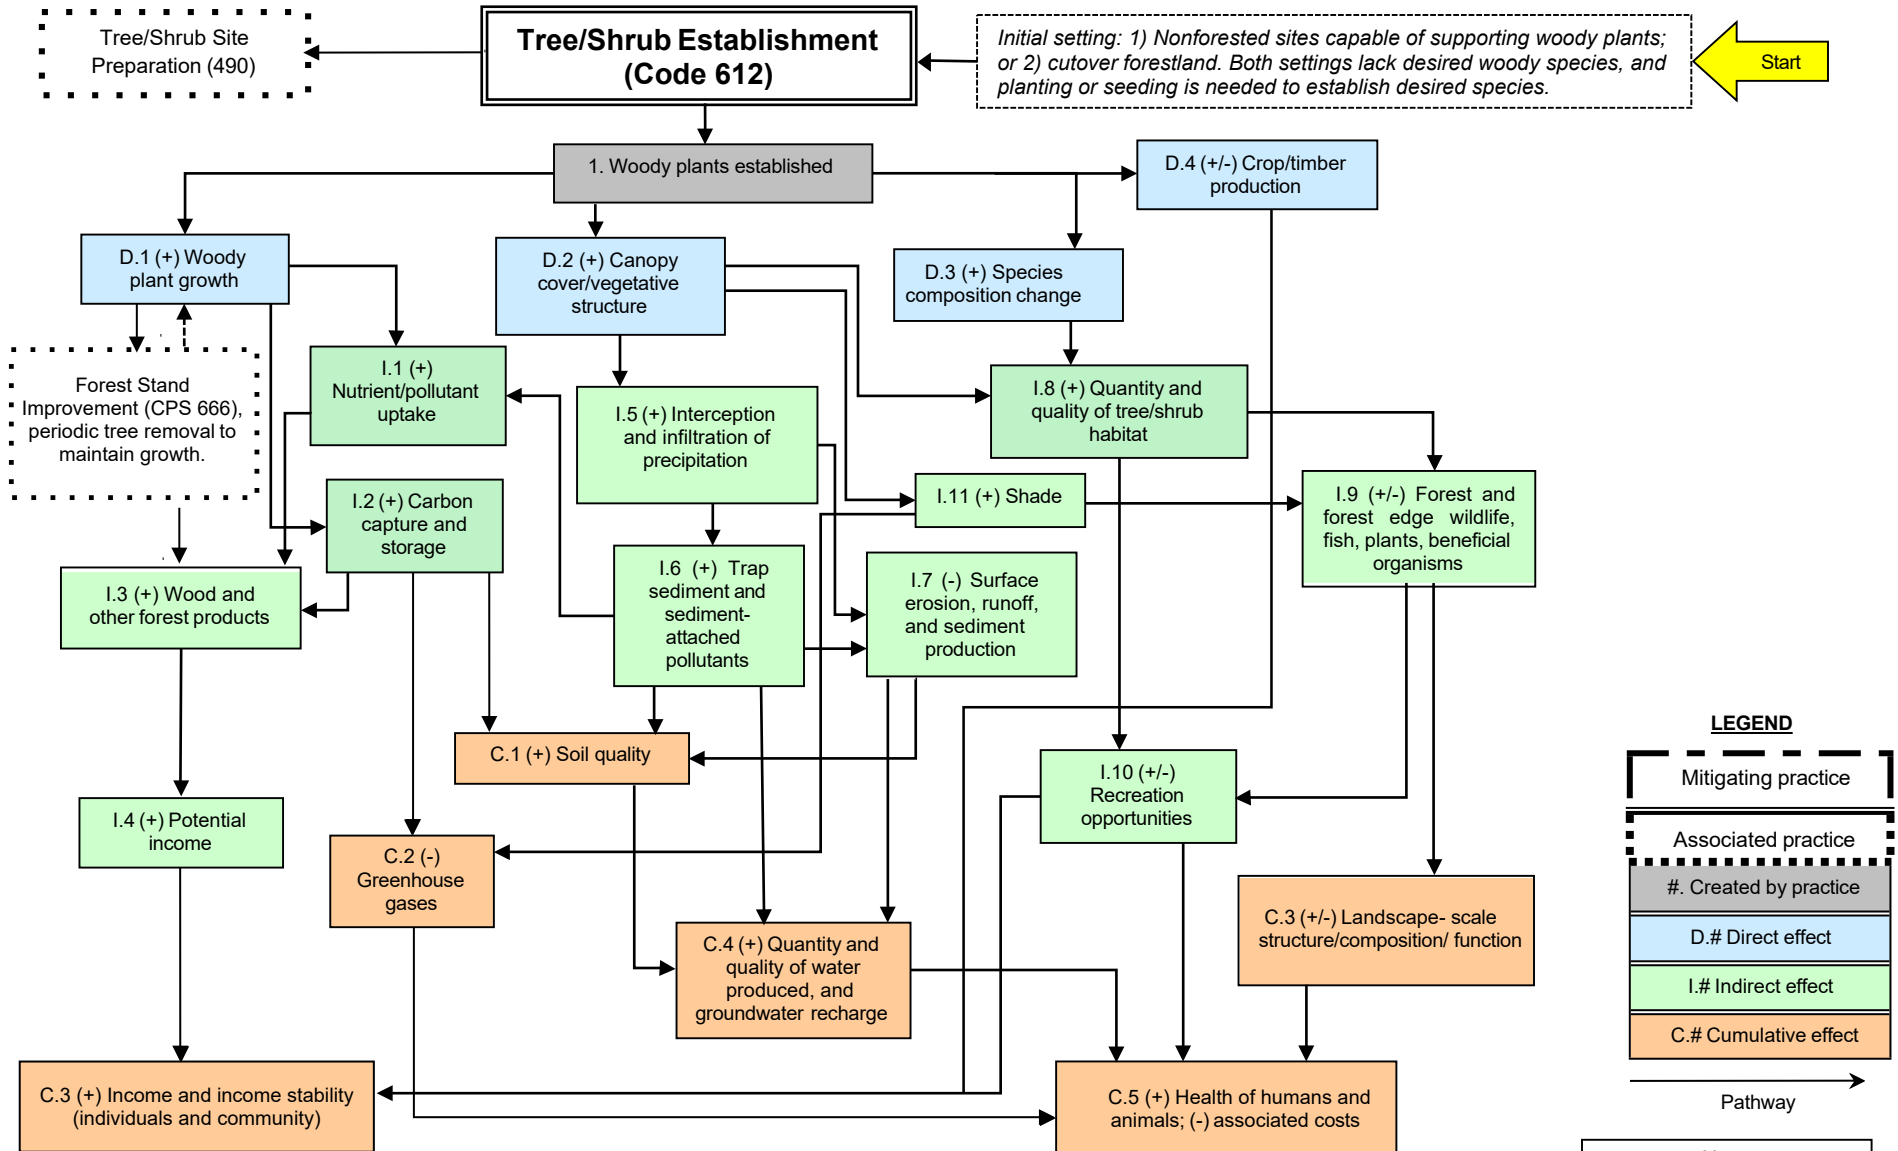 Tree/Shrub Site
Preparation (490)
Tree/Shrub Establishment
(Code 612)
Initial setting: 1) Nonforested sites capable of supporting woody plants;
or 2) cutover forestland. Both settings lack desired woody species, and
planting or seeding is needed to establish desired species.
Start
1. Woody plants established
D.4 (+/-) Crop/timber
production
D.1 (+) Woody
plant growth
D.2 (+) Canopy
cover/vegetative
structure
D.3 (+) Species
composition change
Forest Stand
Improvement (CPS 666),
periodic tree removal to
maintain growth.
I.1 (+)
Nutrient/pollutant
uptake
I.5 (+) Interception
and infiltration of
precipitation
I.8 (+) Quantity and
quality of tree/shrub
habitat
I.2 (+) Carbon
capture and
storage
I.11 (+) Shade
I.9 (+/-) Forest and
forest edge wildlife,
fish, plants, beneficial
organisms
I.3 (+) Wood and
other forest products
I.6 (+) Trap
sediment and
sediment-
attached
pollutants
I.7 (-) Surface
erosion, runoff,
and sediment
production
C.1 (+) Soil quality
I.10 (+/-)
Recreation
opportunities
I.4 (+) Potential
income
C.2 (-)
Greenhouse
gases
C.4 (+) Quantity and
quality of water
produced, and
groundwater recharge
C.3 (+/-) Landscape- scale
structure/composition/ function
C.3 (+) Income and income stability
(individuals and community)
C.5 (+) Health of humans and
animals; (-) associated costs
LEGEND
Mitigating practice
Associated practice
#. Created by practice
D.# Direct effect
I.# Indirect effect
C.# Cumulative effect
Pathway